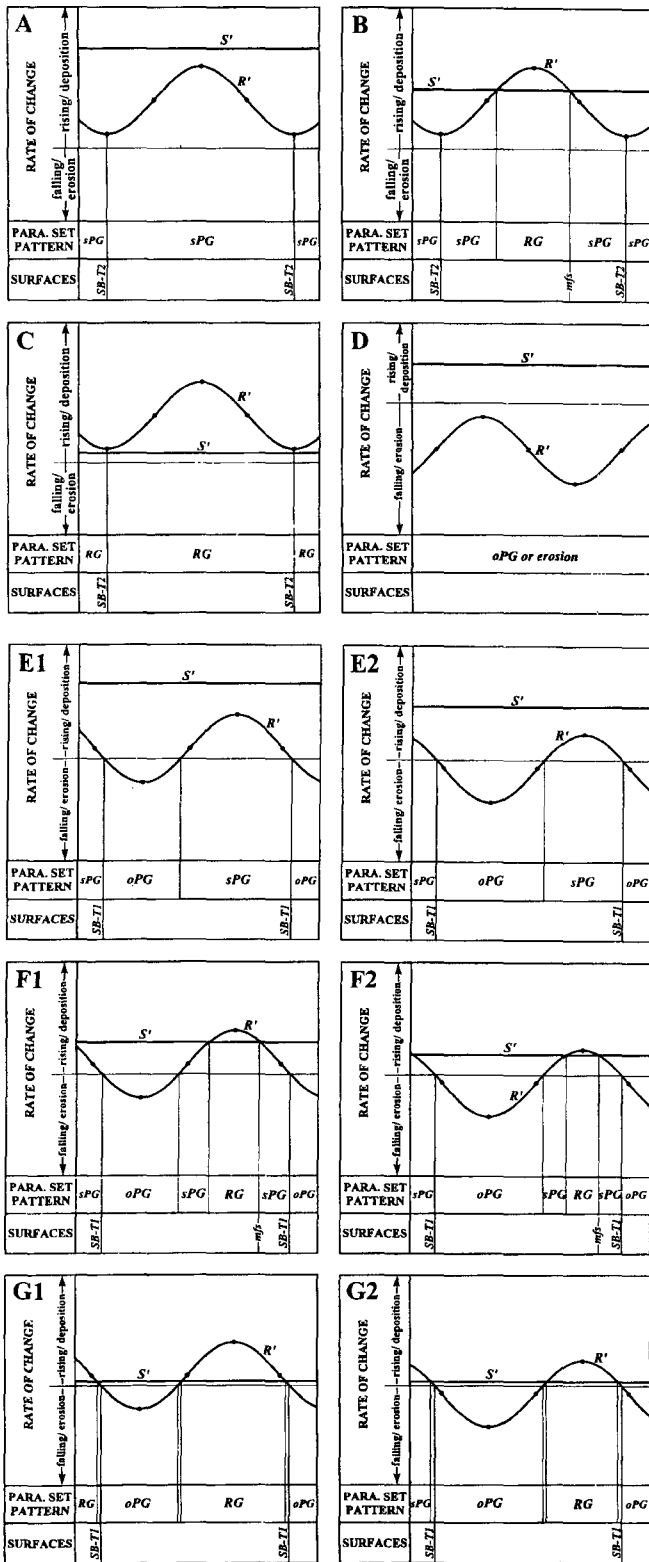 A
RATE OF CHANGE
falling/ erosion
rising/ deposition
S'
R'
PARA. SET PATTERN
sPG
sPG
sPG
SURFACES
SB-T2
SB-T2
B
RATE OF CHANGE
falling/ erosion
rising/ deposition
S'
R'
PARA. SET PATTERN
sPG
sPG
RG
sPG
sPG
SURFACES
SB-T2
mfs
SB-T2
C
RATE OF CHANGE
falling/ erosion
rising/ deposition
R'
S'
PARA. SET PATTERN
RG
RG
RG
SURFACES
SB-T2
SB-T2
D
RATE OF CHANGE
falling/ erosion
rising/ deposition
S'
R'
PARA. SET PATTERN
oPG or erosion
SURFACES
E1
RATE OF CHANGE
falling/ erosion
rising/ deposition
S'
R'
PARA. SET PATTERN
sPG
oPG
sPG
oPG
SURFACES
SB-T1
SB-T1
E2
RATE OF CHANGE
falling/ erosion
rising/ deposition
S'
R'
PARA. SET PATTERN
sPG
oPG
sPG
oPG
SURFACES
SB-T1
SB-T1
F1
RATE OF CHANGE
falling/ erosion
rising/ deposition
S'
R'
PARA. SET PATTERN
sPG
oPG
sPG
RG
sPG
oPG
SURFACES
SB-T1
mfs
SB-T1
F2
RATE OF CHANGE
falling/ erosion
rising/ deposition
S'
R'
PARA. SET PATTERN
sPG
oPG
sPG
RG
sPG
oPG
SURFACES
SB-T1
mfs
SB-T1
G1
RATE OF CHANGE
falling/ erosion
rising/ deposition
S'
R'
PARA. SET PATTERN
RG
oPG
RG
oPG
SURFACES
SB-T1
SB-T1
G2
RATE OF CHANGE
falling/ erosion
rising/ deposition
S'
R'
PARA. SET PATTERN
sPG
oPG
RG
oPG
SURFACES
SB-T1
SB-T1